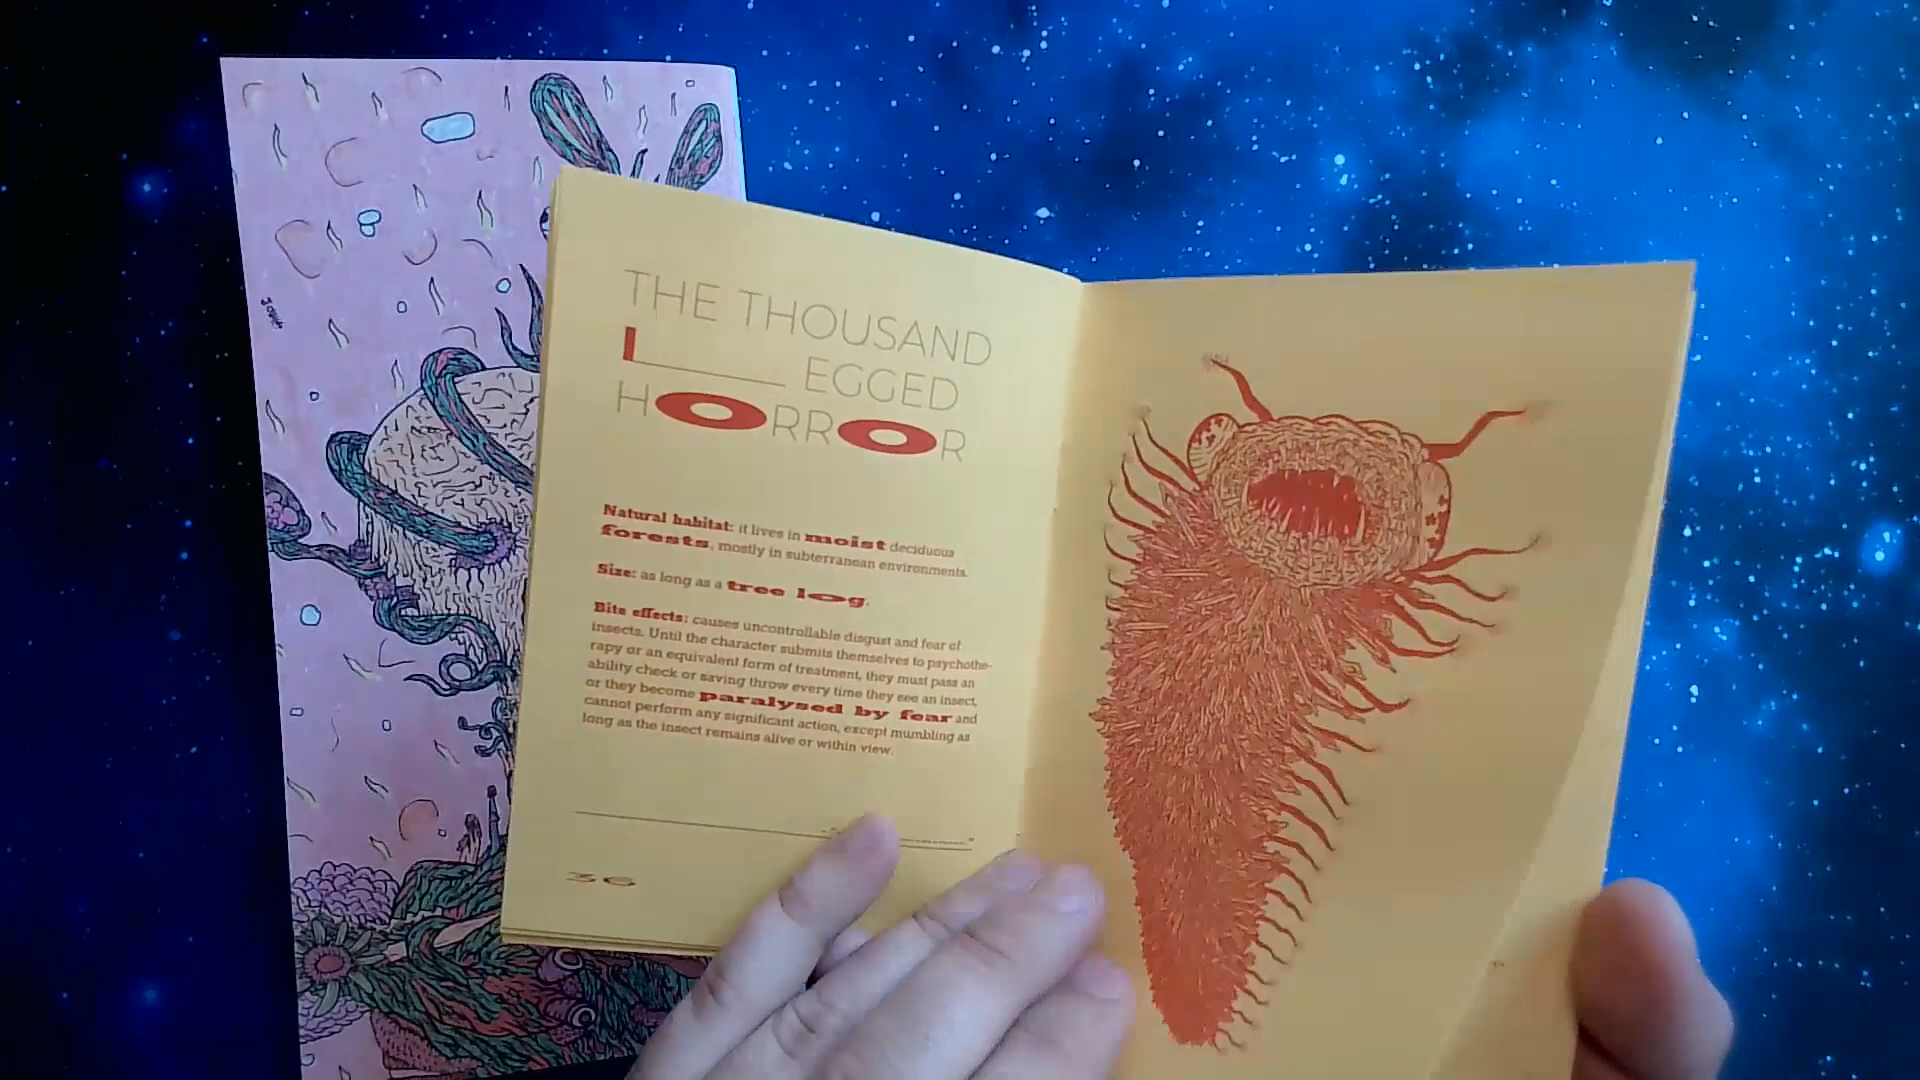 THE THOUSAND
L EGGED
HORROR
Natural habitat: it lives in moist deciduous
forests, mostly in subterranean environments.
Size: as long as a tree log.
Bite effects: causes uncontrollable disgust and fear of
insects. Until the character submits themselves to psychothe-
rapy or an equivalent form of treatment, they must pass an
ability check or saving throw every time they see an insect,
or they become paralysed by fear and
cannot perform any significant action, except mumbling as
long as the insect remains alive or within view.
36